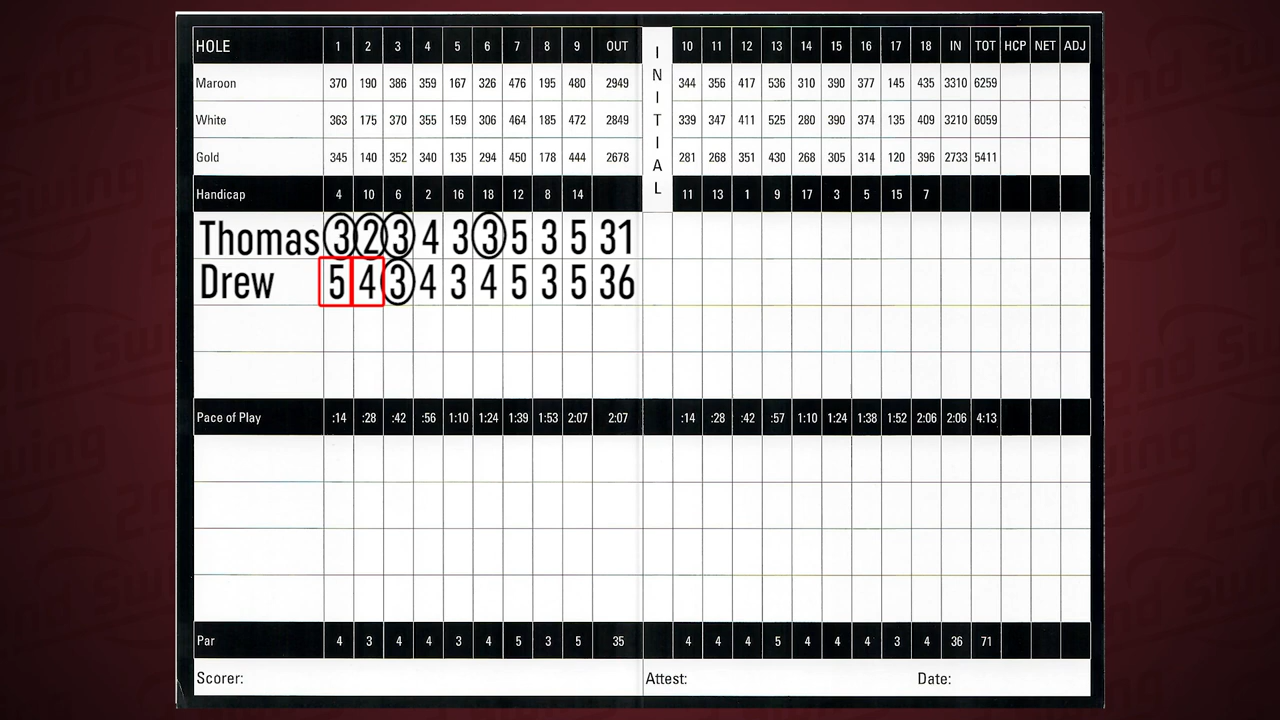 HOLE 1 2 3 4 5 6 7 8 9 OUT INITIAL 10 11 12 13 14 15 16 17 18 IN TOT HCP NET ADJ
Maroon 370 190 386 359 167 326 476 195 480 2949 344 356 417 536 310 390 377 145 435 3310 6259
White 363 175 370 355 159 306 464 185 472 2849 339 347 411 525 280 390 374 135 409 3210 6059
Gold 345 140 352 340 135 294 450 178 444 2678 281 268 351 430 268 305 314 120 396 2733 5411
Handicap 4 10 6 2 16 18 12 8 14 11 13 1 9 17 3 5 15 7
Thomas 3 2 3 4 3 3 5 3 5 31
Drew 5 4 3 4 3 4 5 3 5 36
Pace of Play :14 :28 :42 :56 1:10 1:24 1:39 1:53 2:07 2:07 :14 :28 :42 :57 1:10 1:24 1:38 1:52 2:06 2:06 4:13
Par 4 3 4 4 3 4 5 3 5 35 4 4 4 5 4 4 4 3 4 36 71
Scorer: Attest: Date: